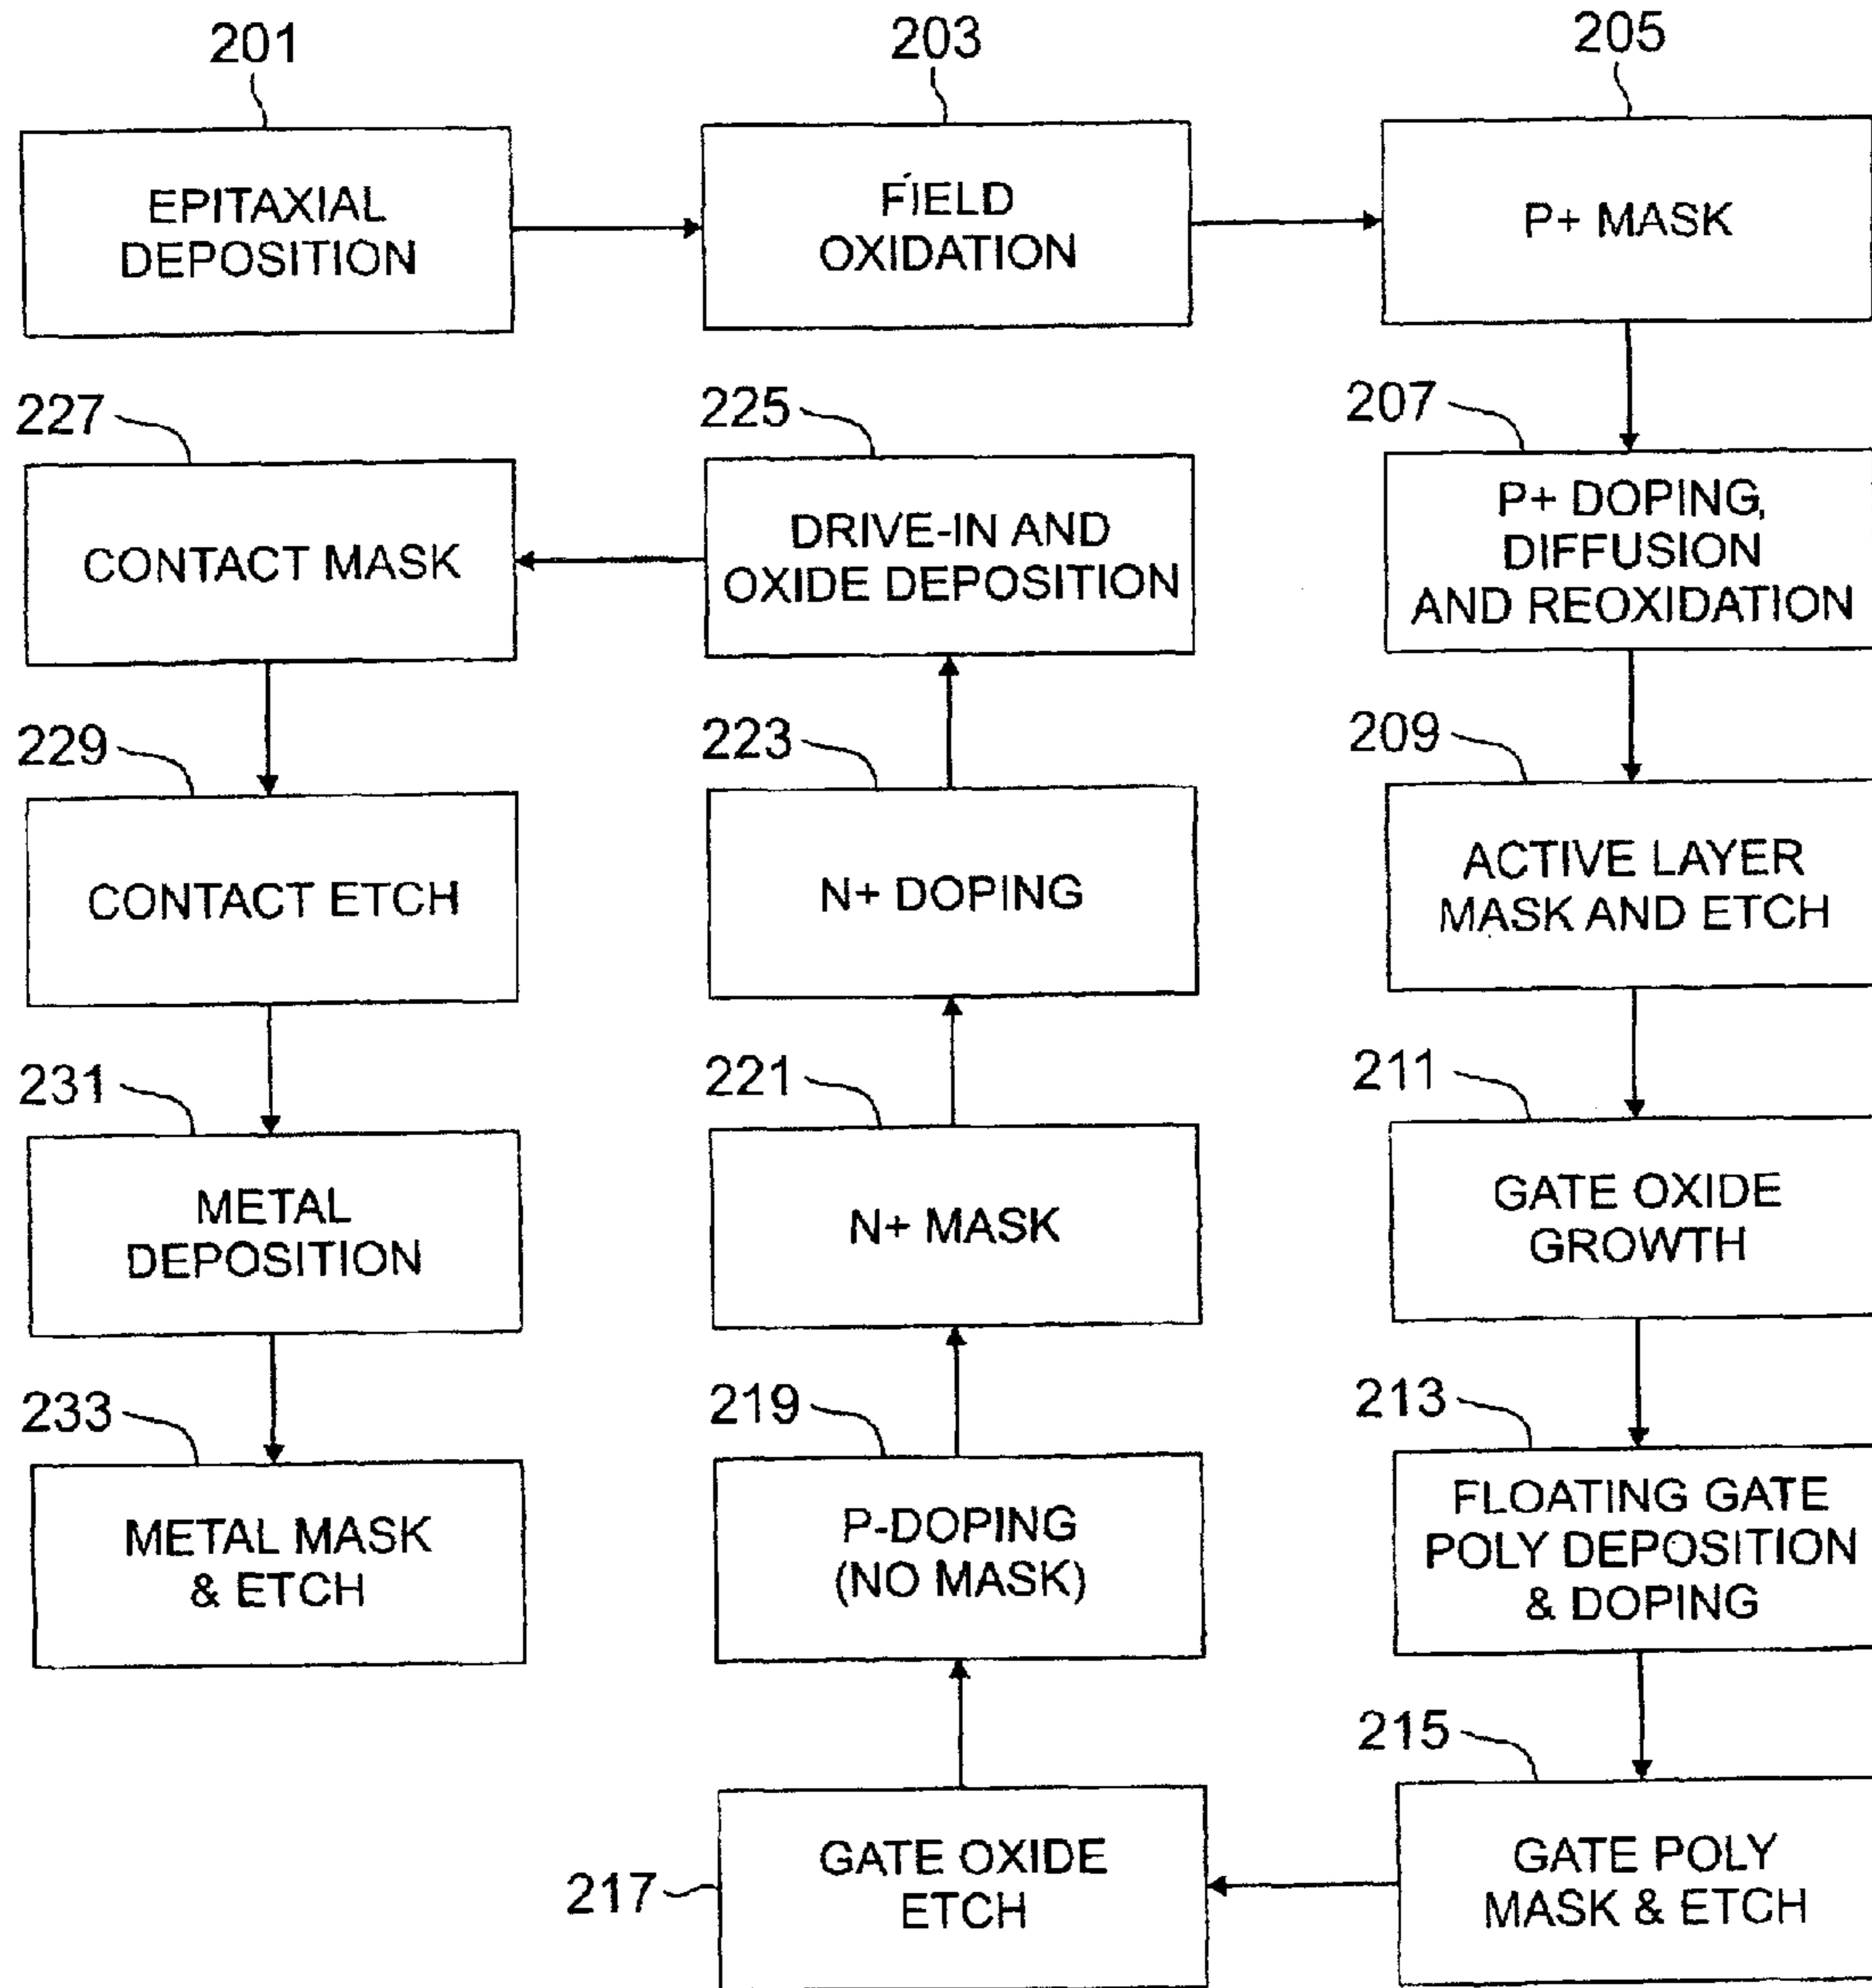 201
203
205
EPITAXIAL
DEPOSITION
FIELD
OXIDATION
P+ MASK
207
P+ DOPING,
DIFFUSION
AND REOXIDATION
209
ACTIVE LAYER
MASK AND ETCH
211
GATE OXIDE
GROWTH
213
FLOATING GATE
POLY DEPOSITION
& DOPING
215
GATE POLY
MASK & ETCH
217
GATE OXIDE
ETCH
219
P-DOPING
(NO MASK)
221
N+ MASK
223
N+ DOPING
225
DRIVE-IN AND
OXIDE DEPOSITION
227
CONTACT MASK
229
CONTACT ETCH
231
METAL
DEPOSITION
233
METAL MASK
& ETCH